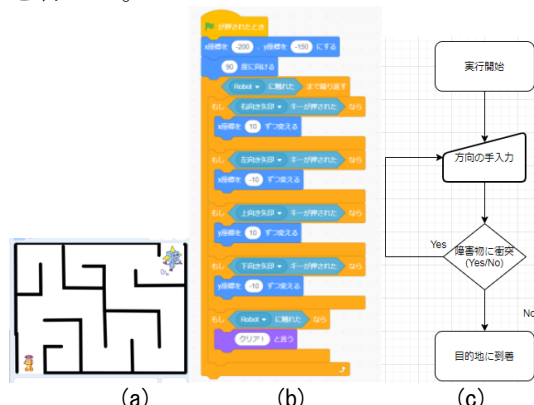 が押されたとき
x座標を -200 、y座標を -150 にする
90 度に向ける
Robot に触れた まで繰り返す
もし 右向き矢印 キーが押された なら
x座標を 10 ずつ変える
もし 左向き矢印 キーが押された なら
x座標を -10 ずつ変える
もし 上向き矢印 キーが押された なら
y座標を 10 ずつ変える
もし 下向き矢印 キーが押された なら
y座標を -10 ずつ変える
もし Robot に触れた なら
クリア！ と言う
実行開始
方向の手入力
Yes
障害物に衝突
(Yes/No)
No
目的地に到着
(a) (b) (c)